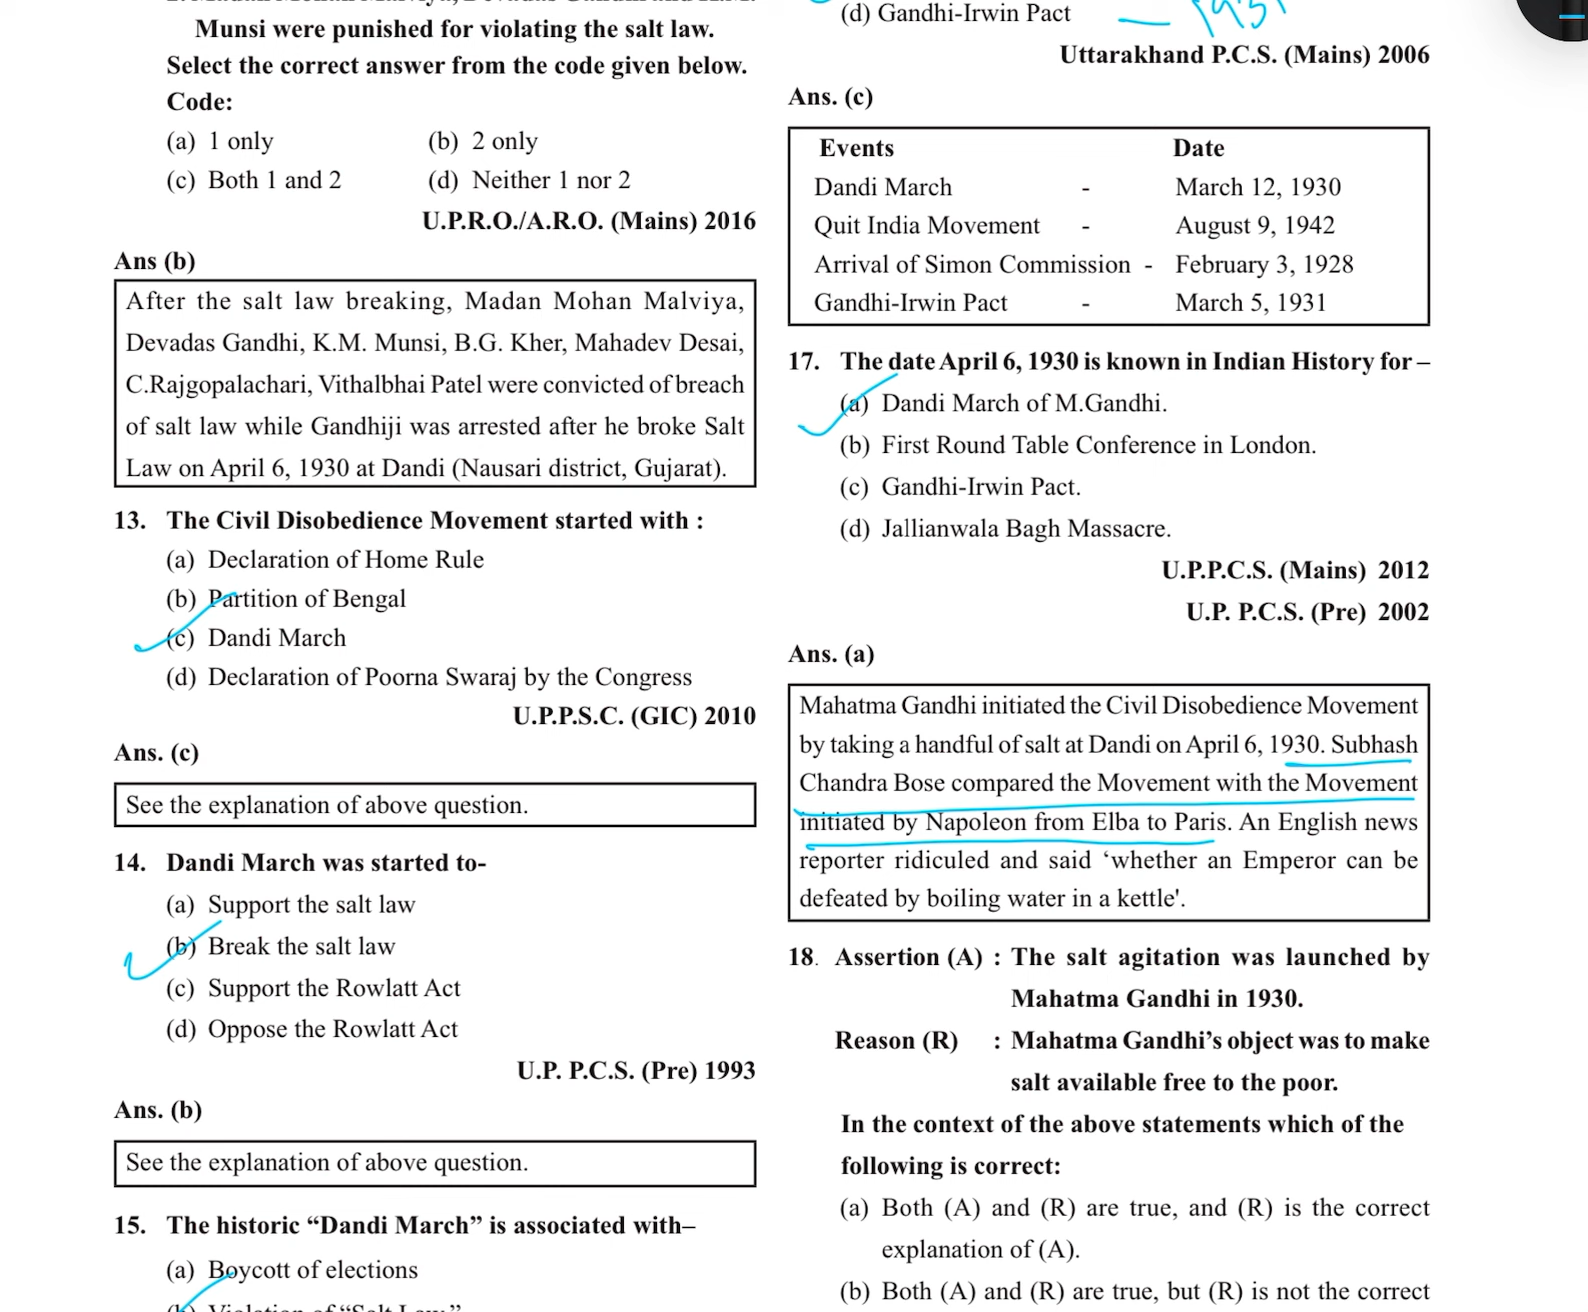 Munsi were punished for violating the salt law.
Select the correct answer from the code given below.
Code:
(a) 1 only (b) 2 only
(c) Both 1 and 2 (d) Neither 1 nor 2
U.P.R.O./A.R.O. (Mains) 2016
Ans (b)
After the salt law breaking, Madan Mohan Malviya,
Devadas Gandhi, K.M. Munsi, B.G. Kher, Mahadev Desai,
C.Rajgopalachari, Vithalbhai Patel were convicted of breach
of salt law while Gandhiji was arrested after he broke Salt
Law on April 6, 1930 at Dandi (Nausari district, Gujarat).
13. The Civil Disobedience Movement started with :
(a) Declaration of Home Rule
(b) Partition of Bengal
(c) Dandi March
(d) Declaration of Poorna Swaraj by the Congress
U.P.P.S.C. (GIC) 2010
Ans. (c)
See the explanation of above question.
14. Dandi March was started to-
(a) Support the salt law
(b) Break the salt law
(c) Support the Rowlatt Act
(d) Oppose the Rowlatt Act
U.P. P.C.S. (Pre) 1993
Ans. (b)
See the explanation of above question.
15. The historic “Dandi March” is associated with–
(a) Boycott of elections
(b) Violation of “Salt Law”
(d) Gandhi-Irwin Pact — 1931
Uttarakhand P.C.S. (Mains) 2006
Ans. (c)
Events Date
Dandi March - March 12, 1930
Quit India Movement - August 9, 1942
Arrival of Simon Commission - February 3, 1928
Gandhi-Irwin Pact - March 5, 1931
17. The date April 6, 1930 is known in Indian History for –
(a) Dandi March of M.Gandhi.
(b) First Round Table Conference in London.
(c) Gandhi-Irwin Pact.
(d) Jallianwala Bagh Massacre.
U.P.P.C.S. (Mains) 2012
U.P. P.C.S. (Pre) 2002
Ans. (a)
Mahatma Gandhi initiated the Civil Disobedience Movement
by taking a handful of salt at Dandi on April 6, 1930. Subhash
Chandra Bose compared the Movement with the Movement
initiated by Napoleon from Elba to Paris. An English news
reporter ridiculed and said ‘whether an Emperor can be
defeated by boiling water in a kettle'.
18. Assertion (A) : The salt agitation was launched by
Mahatma Gandhi in 1930.
Reason (R) : Mahatma Gandhi’s object was to make
salt available free to the poor.
In the context of the above statements which of the
following is correct:
(a) Both (A) and (R) are true, and (R) is the correct
explanation of (A).
(b) Both (A) and (R) are true, but (R) is not the correct